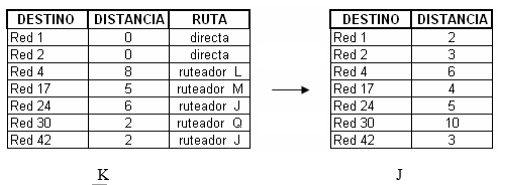 DESTINO DISTANCIA RUTA
Red 1 0 directa
Red 2 0 directa
Red 4 8 ruteador L
Red 17 5 ruteador M
Red 24 6 ruteador J
Red 30 2 ruteador Q
Red 42 2 ruteador J
K
DESTINO DISTANCIA
Red 1 2
Red 2 3
Red 4 6
Red 17 4
Red 24 5
Red 30 10
Red 42 3
J